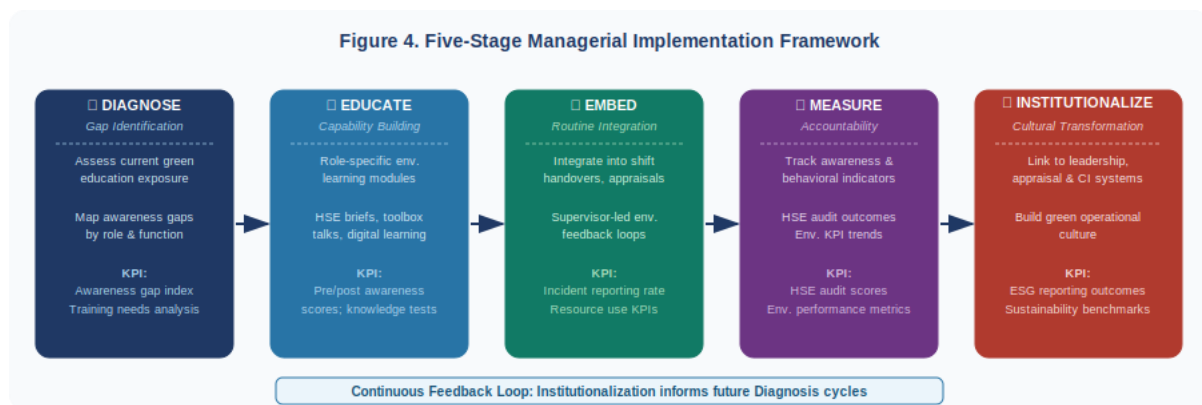 Figure 4. Five-Stage Managerial Implementation Framework
DIAGNOSE
Gap Identification
Assess current green
education exposure
Map awareness gaps
by role & function
KPI:
Awareness gap index
Training needs analysis
EDUCATE
Capability Building
Role-specific env.
learning modules
HSE briefs, toolbox
talks, digital learning
KPI:
Pre/post awareness
scores; knowledge tests
EMBED
Routine Integration
Integrate into shift
handovers, appraisals
Supervisor-led env.
feedback loops
KPI:
Incident reporting rate
Resource use KPIs
MEASURE
Accountability
Track awareness &
behavioral indicators
HSE audit outcomes
Env. KPI trends
KPI:
HSE audit scores
Env. performance metrics
INSTITUTIONALIZE
Cultural Transformation
Link to leadership,
appraisal & CI systems
Build green operational
culture
KPI:
ESG reporting outcomes
Sustainability benchmarks
Continuous Feedback Loop: Institutionalization informs future Diagnosis cycles